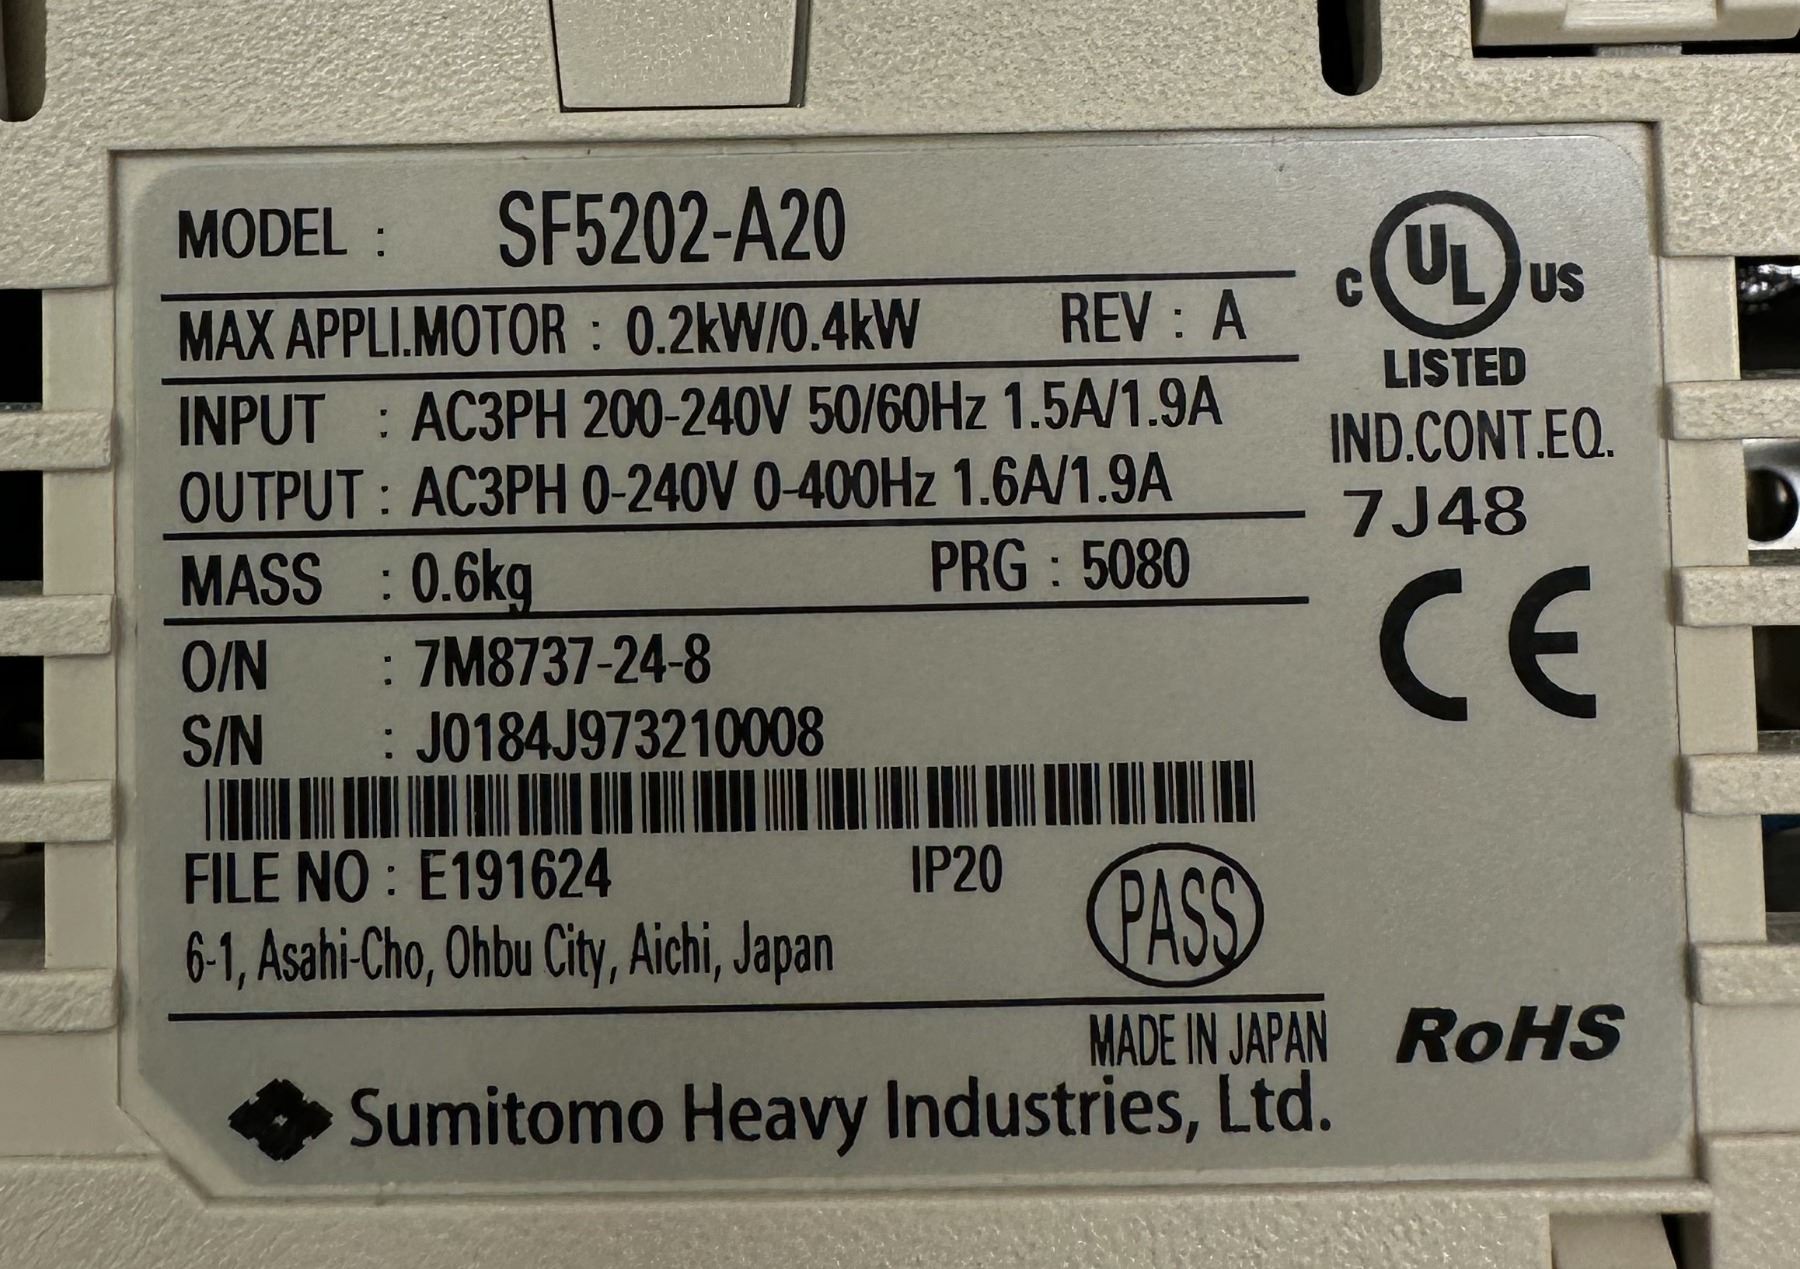 MODEL : SF5202-A20
MAX APPLI.MOTOR : 0.2kW/0.4kW REV : A
INPUT : AC3PH 200-240V 50/60Hz 1.5A/1.9A
OUTPUT : AC3PH 0-240V 0-400Hz 1.6A/1.9A
MASS : 0.6kg PRG : 5080
O/N : 7M8737-24-8
S/N : J0184J973210008
FILE NO : E191624 IP20
PASS
6-1, Asahi-Cho, Ohbu City, Aichi, Japan
MADE IN JAPAN
Sumitomo Heavy Industries, Ltd.
C UL US
LISTED
IND.CONT.EQ.
7J48
CE
RoHS